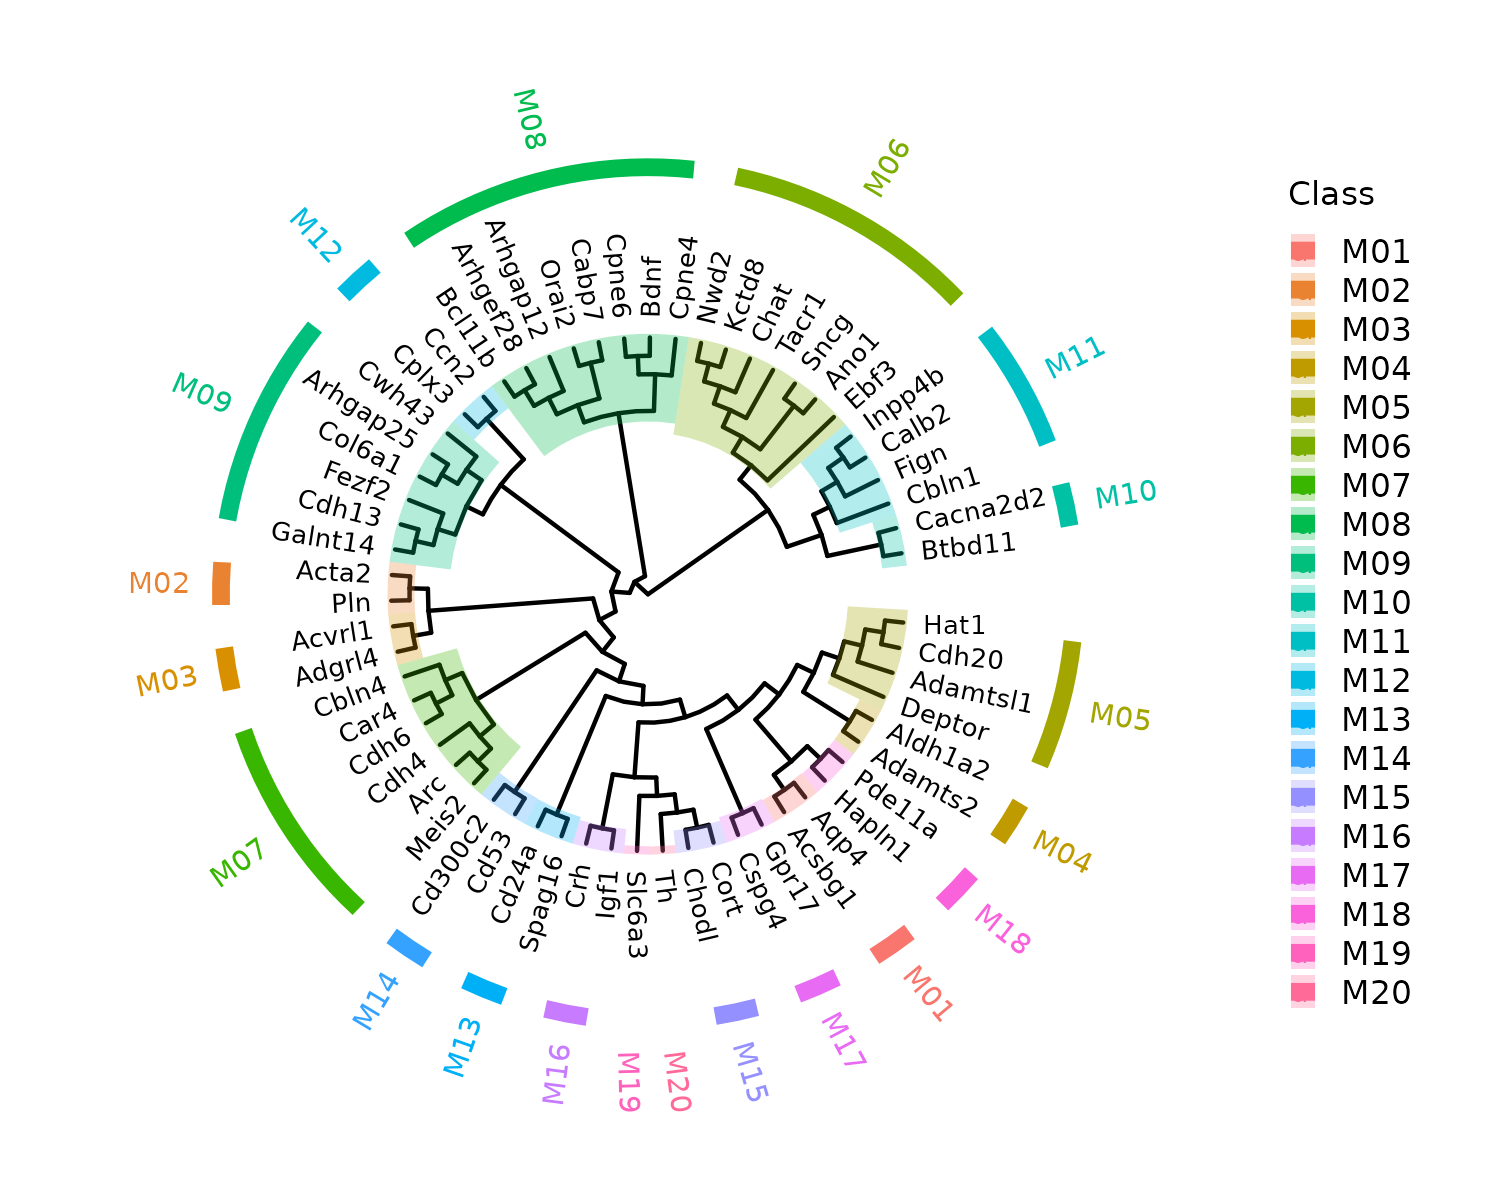 M08
M06
M12
M11
M09
M10
M02
M03
M05
M07
M04
M18
M14
M01
M13
M17
M16
M19
M20
M15
Hat1
Cdh20
Adamtsl1
Deptor
Aldh1a2
Adamts2
Pde11a
Hapln1
Aqp4
Acsbg1
Gpr17
Cspg4
Cort
Chodl
Th
Slc6a3
Igf1
Crh
Spag16
Cd24a
Cd53
Cd300c2
Meis2
Arc
Cdh4
Cdh6
Car4
Cbln4
Adgrl4
Acvrl1
Pln
Acta2
Galnt14
Cdh13
Fezf2
Col6a1
Arhgap25
Cwh43
Cplx3
Ccn2
Bcl11b
Arhgef28
Arhgap12
Orai2
Cabp7
Cpne6
Bdnf
Cpne4
Nwd2
Kctd8
Chat
Tacr1
Sncg
Ano1
Ebf3
Inpp4b
Calb2
Fign
Cbln1
Cacna2d2
Btbd11
Class
M01
M02
M03
M04
M05
M06
M07
M08
M09
M10
M11
M12
M13
M14
M15
M16
M17
M18
M19
M20